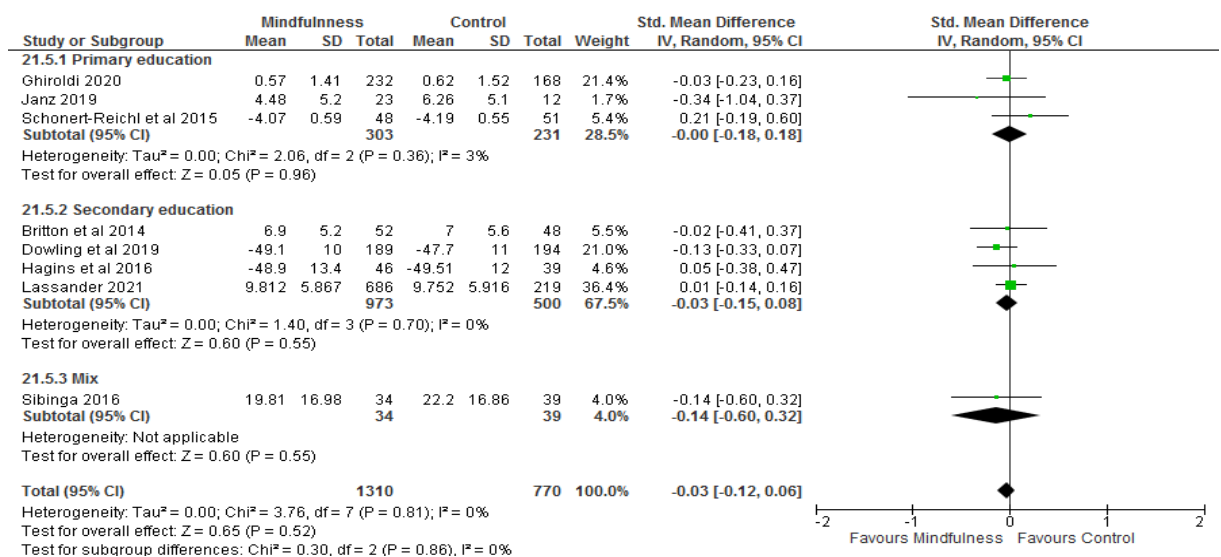 Mindfulnness Control Std. Mean Difference Std. Mean Difference
Study or Subgroup Mean SD Total Mean SD Total Weight IV, Random, 95% CI IV, Random, 95% CI
21.5.1 Primary education
Ghiroldi 2020 0.57 1.41 232 0.62 1.52 168 21.4% -0.03 [-0.23, 0.16]
Janz 2019 4.48 5.2 23 6.26 5.1 12 1.7% -0.34 [-1.04, 0.37]
Schonert-Reichl et al 2015 -4.07 0.59 48 -4.19 0.55 51 5.4% 0.21 [-0.19, 0.60]
Subtotal (95% CI) 303 231 28.5% -0.00 [-0.18, 0.18]
Heterogeneity: Tau² = 0.00; Chi² = 2.06, df = 2 (P = 0.36); I² = 3%
Test for overall effect: Z = 0.05 (P = 0.96)
21.5.2 Secondary education
Britton et al 2014 6.9 5.2 52 7 5.6 48 5.5% -0.02 [-0.41, 0.37]
Dowling et al 2019 -49.1 10 189 -47.7 11 194 21.0% -0.13 [-0.33, 0.07]
Hagins et al 2016 -48.9 13.4 46 -49.51 12 39 4.6% 0.05 [-0.38, 0.47]
Lassander 2021 9.812 5.867 686 9.752 5.916 219 36.4% 0.01 [-0.14, 0.16]
Subtotal (95% CI) 973 500 67.5% -0.03 [-0.15, 0.08]
Heterogeneity: Tau² = 0.00; Chi² = 1.40, df = 3 (P = 0.70); I² = 0%
Test for overall effect: Z = 0.60 (P = 0.55)
21.5.3 Mix
Sibinga 2016 19.81 16.98 34 22.2 16.86 39 4.0% -0.14 [-0.60, 0.32]
Subtotal (95% CI) 34 39 4.0% -0.14 [-0.60, 0.32]
Heterogeneity: Not applicable
Test for overall effect: Z = 0.60 (P = 0.55)
Total (95% CI) 1310 770 100.0% -0.03 [-0.12, 0.06]
Heterogeneity: Tau² = 0.00; Chi² = 3.76, df = 7 (P = 0.81); I² = 0%
Test for overall effect: Z = 0.65 (P = 0.52)
Test for subgroup differences: Chi² = 0.30, df = 2 (P = 0.86), I² = 0%
-2 -1 0 1 2
Favours Mindfulness Favours Control